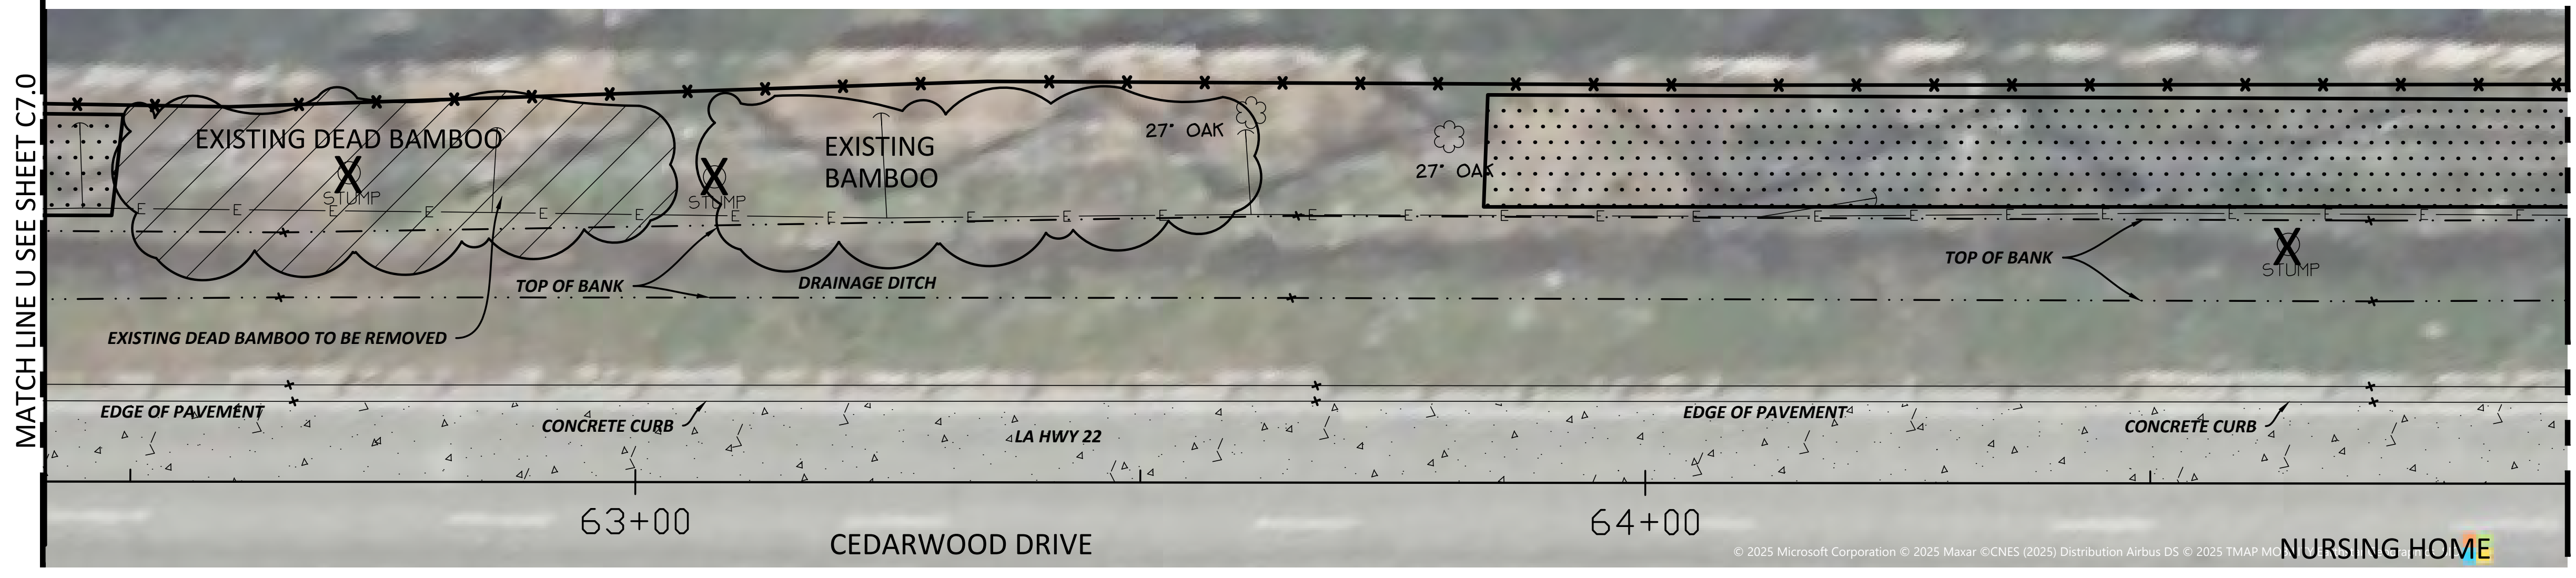 MATCH LINE U SEE SHEET C7.0
EXISTING DEAD BAMBOO
STUMP
STUMP
EXISTING
BAMBOO
27" OAK
27" OAK
E E E E E E E E E E E E E E E E E E E E E E E E E
TOP OF BANK
DRAINAGE DITCH
TOP OF BANK
STUMP
EXISTING DEAD BAMBOO TO BE REMOVED
EDGE OF PAVEMENT
CONCRETE CURB
LA HWY 22
EDGE OF PAVEMENT
CONCRETE CURB
63+00
64+00
CEDARWOOD DRIVE
NURSING HOME
© 2025 Microsoft Corporation © 2025 Maxar ©CNES (2025) Distribution Airbus DS © 2025 TMAP